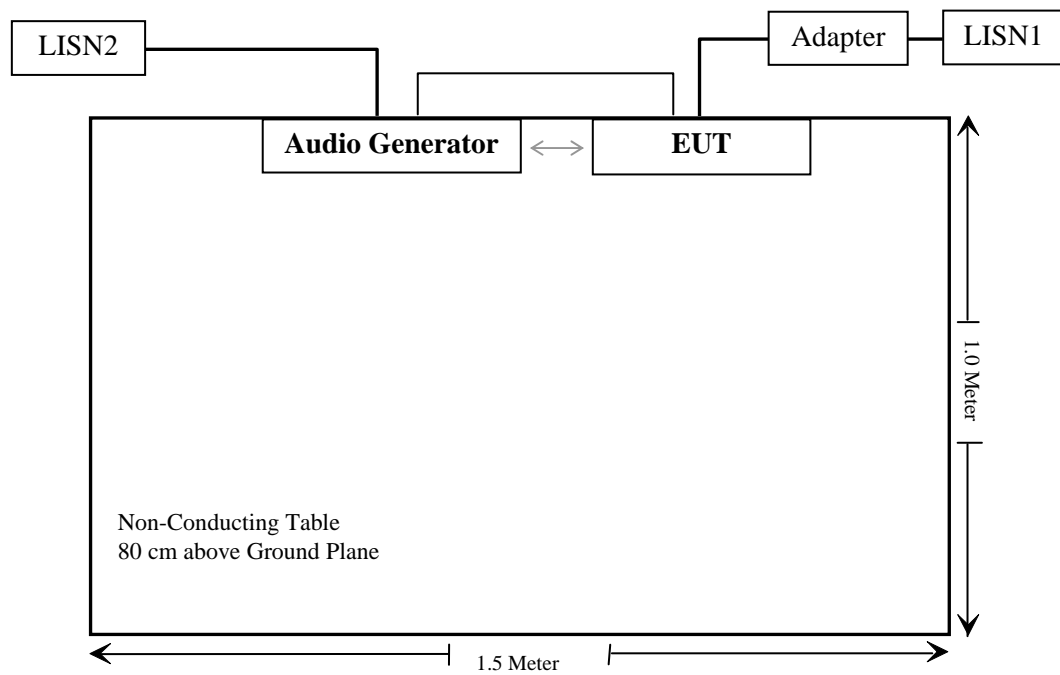 LISN2
Adapter
LISN1
Audio Generator
EUT
1.0 Meter
Non-Conducting Table
80 cm above Ground Plane
1.5 Meter